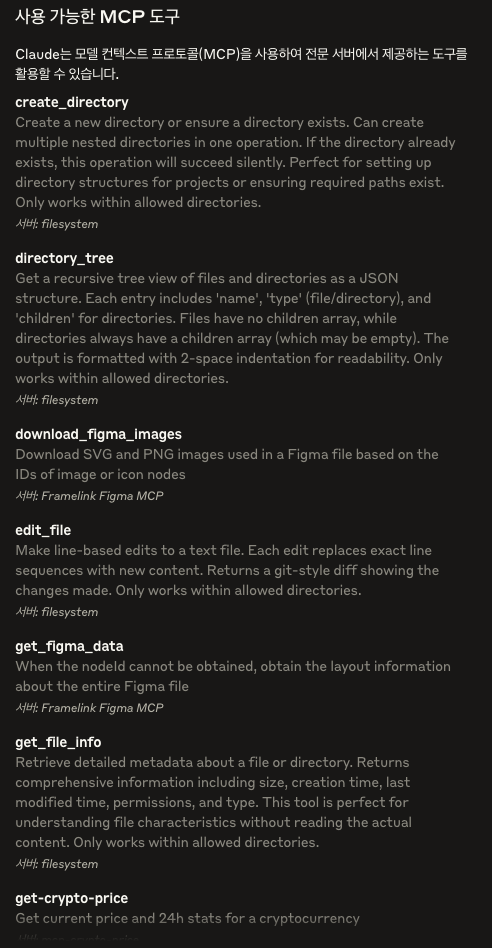 사용 가능한 MCP 도구
Claude는 모델 컨텍스트 프로토콜(MCP)을 사용하여 전문 서버에서 제공하는 도구를
활용할 수 있습니다.
create_directory
Create a new directory or ensure a directory exists. Can create
multiple nested directories in one operation. If the directory already
exists, this operation will succeed silently. Perfect for setting up
directory structures for projects or ensuring required paths exist.
Only works within allowed directories.
서버: filesystem
directory_tree
Get a recursive tree view of files and directories as a JSON
structure. Each entry includes 'name', 'type' (file/directory), and
'children' for directories. Files have no children array, while
directories always have a children array (which may be empty). The
output is formatted with 2-space indentation for readability. Only
works within allowed directories.
서버: filesystem
download_figma_images
Download SVG and PNG images used in a Figma file based on the
IDs of image or icon nodes
서버: Framelink Figma MCP
edit_file
Make line-based edits to a text file. Each edit replaces exact line
sequences with new content. Returns a git-style diff showing the
changes made. Only works within allowed directories.
서버: filesystem
get_figma_data
When the nodeId cannot be obtained, obtain the layout information
about the entire Figma file
서버: Framelink Figma MCP
get_file_info
Retrieve detailed metadata about a file or directory. Returns
comprehensive information including size, creation time, last
modified time, permissions, and type. This tool is perfect for
understanding file characteristics without reading the actual
content. Only works within allowed directories.
서버: filesystem
get-crypto-price
Get current price and 24h stats for a cryptocurrency